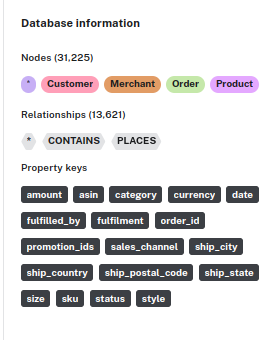 Database information
Nodes (31,225)
* Customer Merchant Order Product
Relationships (13,621)
* CONTAINS PLACES
Property keys
amount asin category currency date
fulfilled_by fulfilment order_id
promotion_ids sales_channel ship_city
ship_country ship_postal_code ship_state
size sku status style